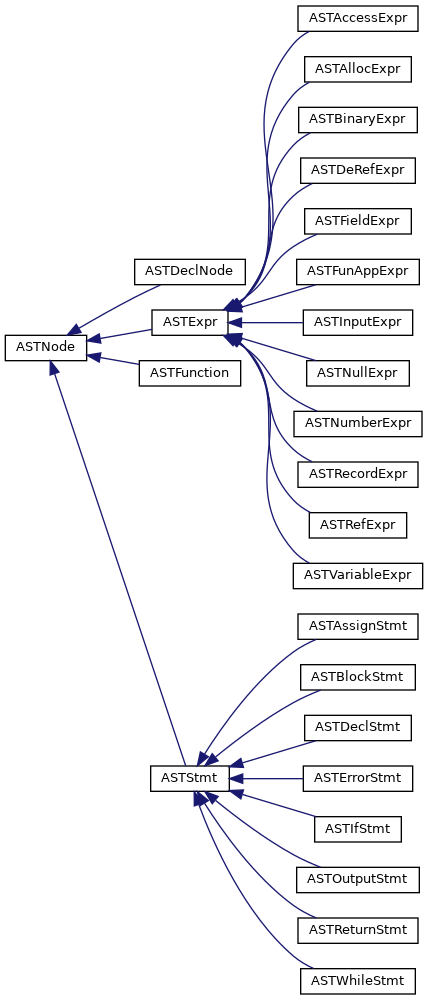 ASTAccessExpr
ASTAllocExpr
ASTBinaryExpr
ASTDeRefExpr
ASTFieldExpr
ASTDeclNode
ASTFunAppExpr
ASTExpr
ASTInputExpr
ASTNode
ASTFunction
ASTNullExpr
ASTNumberExpr
ASTRecordExpr
ASTRefExpr
ASTVariableExpr
ASTAssignStmt
ASTBlockStmt
ASTDeclStmt
ASTStmt
ASTErrorStmt
ASTIfStmt
ASTOutputStmt
ASTReturnStmt
ASTWhileStmt